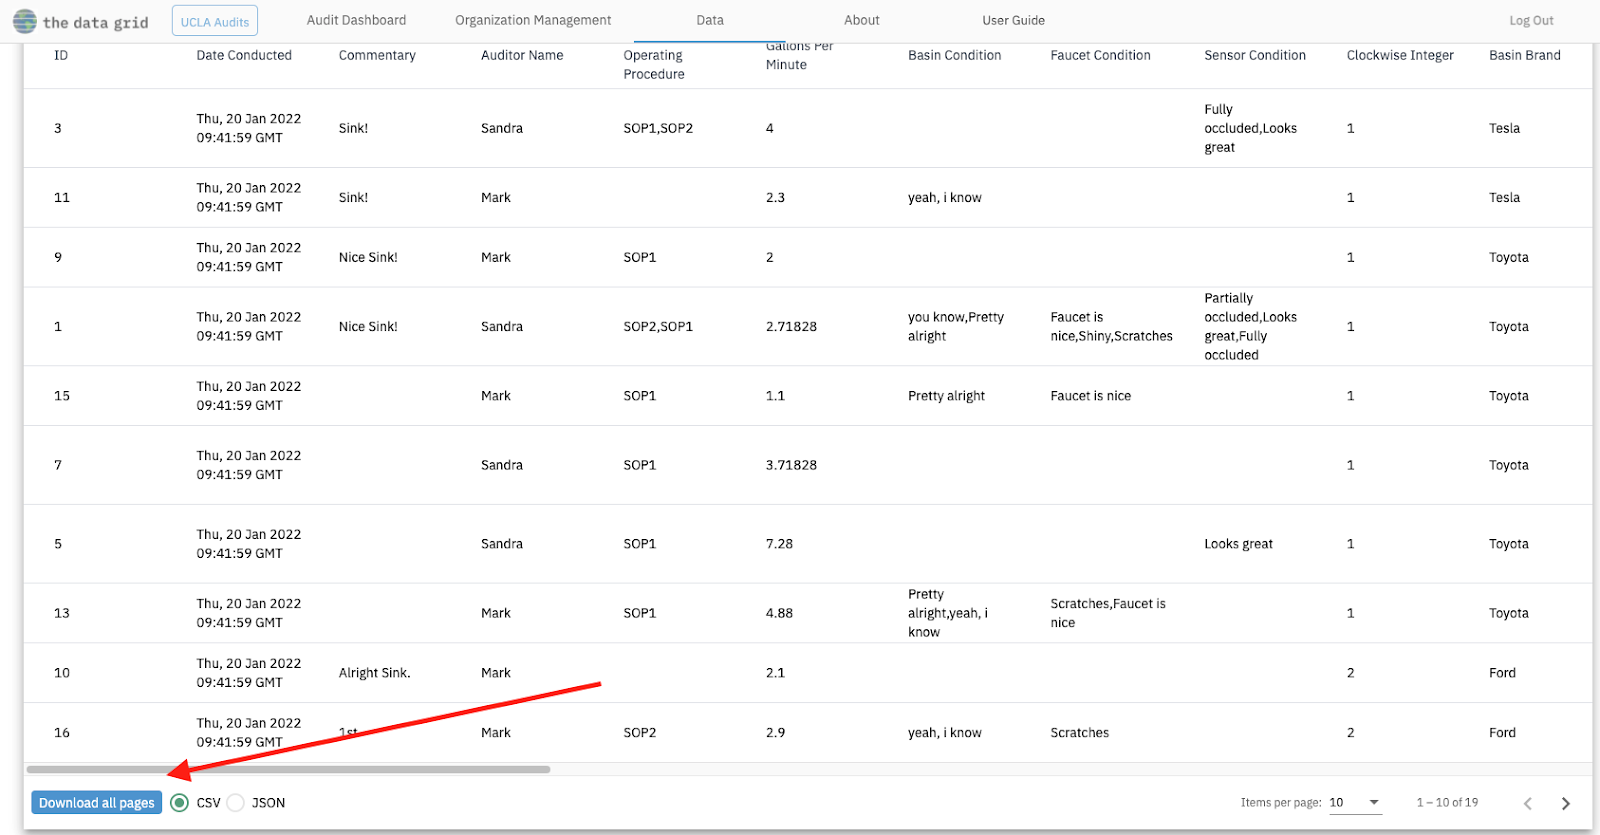 the data grid UCLA Audits Audit Dashboard Organization Management Data About User Guide Log Out
ID Date Conducted Commentary Auditor Name Operating Procedure Gallons Per Minute Basin Condition Faucet Condition Sensor Condition Clockwise Integer Basin Brand
3 Thu, 20 Jan 2022 09:41:59 GMT Sink! Sandra SOP1,SOP2 4 Fully occluded,Looks great 1 Tesla
11 Thu, 20 Jan 2022 09:41:59 GMT Sink! Mark 2.3 yeah, i know 1 Tesla
9 Thu, 20 Jan 2022 09:41:59 GMT Nice Sink! Mark SOP1 2 1 Toyota
1 Thu, 20 Jan 2022 09:41:59 GMT Nice Sink! Sandra SOP2,SOP1 2.71828 you know,Pretty alright Faucet is nice,Shiny,Scratches Partially occluded,Looks great,Fully occluded 1 Toyota
15 Thu, 20 Jan 2022 09:41:59 GMT Mark SOP1 1.1 Pretty alright Faucet is nice 1 Toyota
7 Thu, 20 Jan 2022 09:41:59 GMT Sandra SOP1 3.71828 1 Toyota
5 Thu, 20 Jan 2022 09:41:59 GMT Sandra SOP1 7.28 Looks great 1 Toyota
13 Thu, 20 Jan 2022 09:41:59 GMT Mark SOP1 4.88 Pretty alright,yeah, i know Scratches,Faucet is nice 1 Toyota
10 Thu, 20 Jan 2022 09:41:59 GMT Alright Sink. Mark 2.1 2 Ford
16 Thu, 20 Jan 2022 09:41:59 GMT 1st Mark SOP2 2.9 yeah, i know Scratches 2 Ford
Download all pages CSV JSON Items per page: 10 1 – 10 of 19